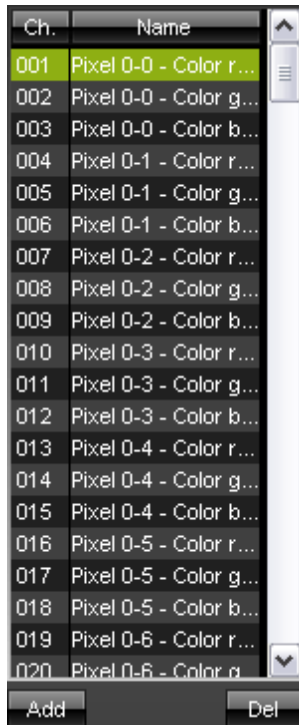 Ch. Name
001 Pixel 0-0 - Color r...
002 Pixel 0-0 - Color g...
003 Pixel 0-0 - Color b...
004 Pixel 0-1 - Color r...
005 Pixel 0-1 - Color g...
006 Pixel 0-1 - Color b...
007 Pixel 0-2 - Color r...
008 Pixel 0-2 - Color g...
009 Pixel 0-2 - Color b...
010 Pixel 0-3 - Color r...
011 Pixel 0-3 - Color g...
012 Pixel 0-3 - Color b...
013 Pixel 0-4 - Color r...
014 Pixel 0-4 - Color g...
015 Pixel 0-4 - Color b...
016 Pixel 0-5 - Color r...
017 Pixel 0-5 - Color g...
018 Pixel 0-5 - Color b...
019 Pixel 0-6 - Color r...
020 Pixel 0-6 - Color g...
Add Del